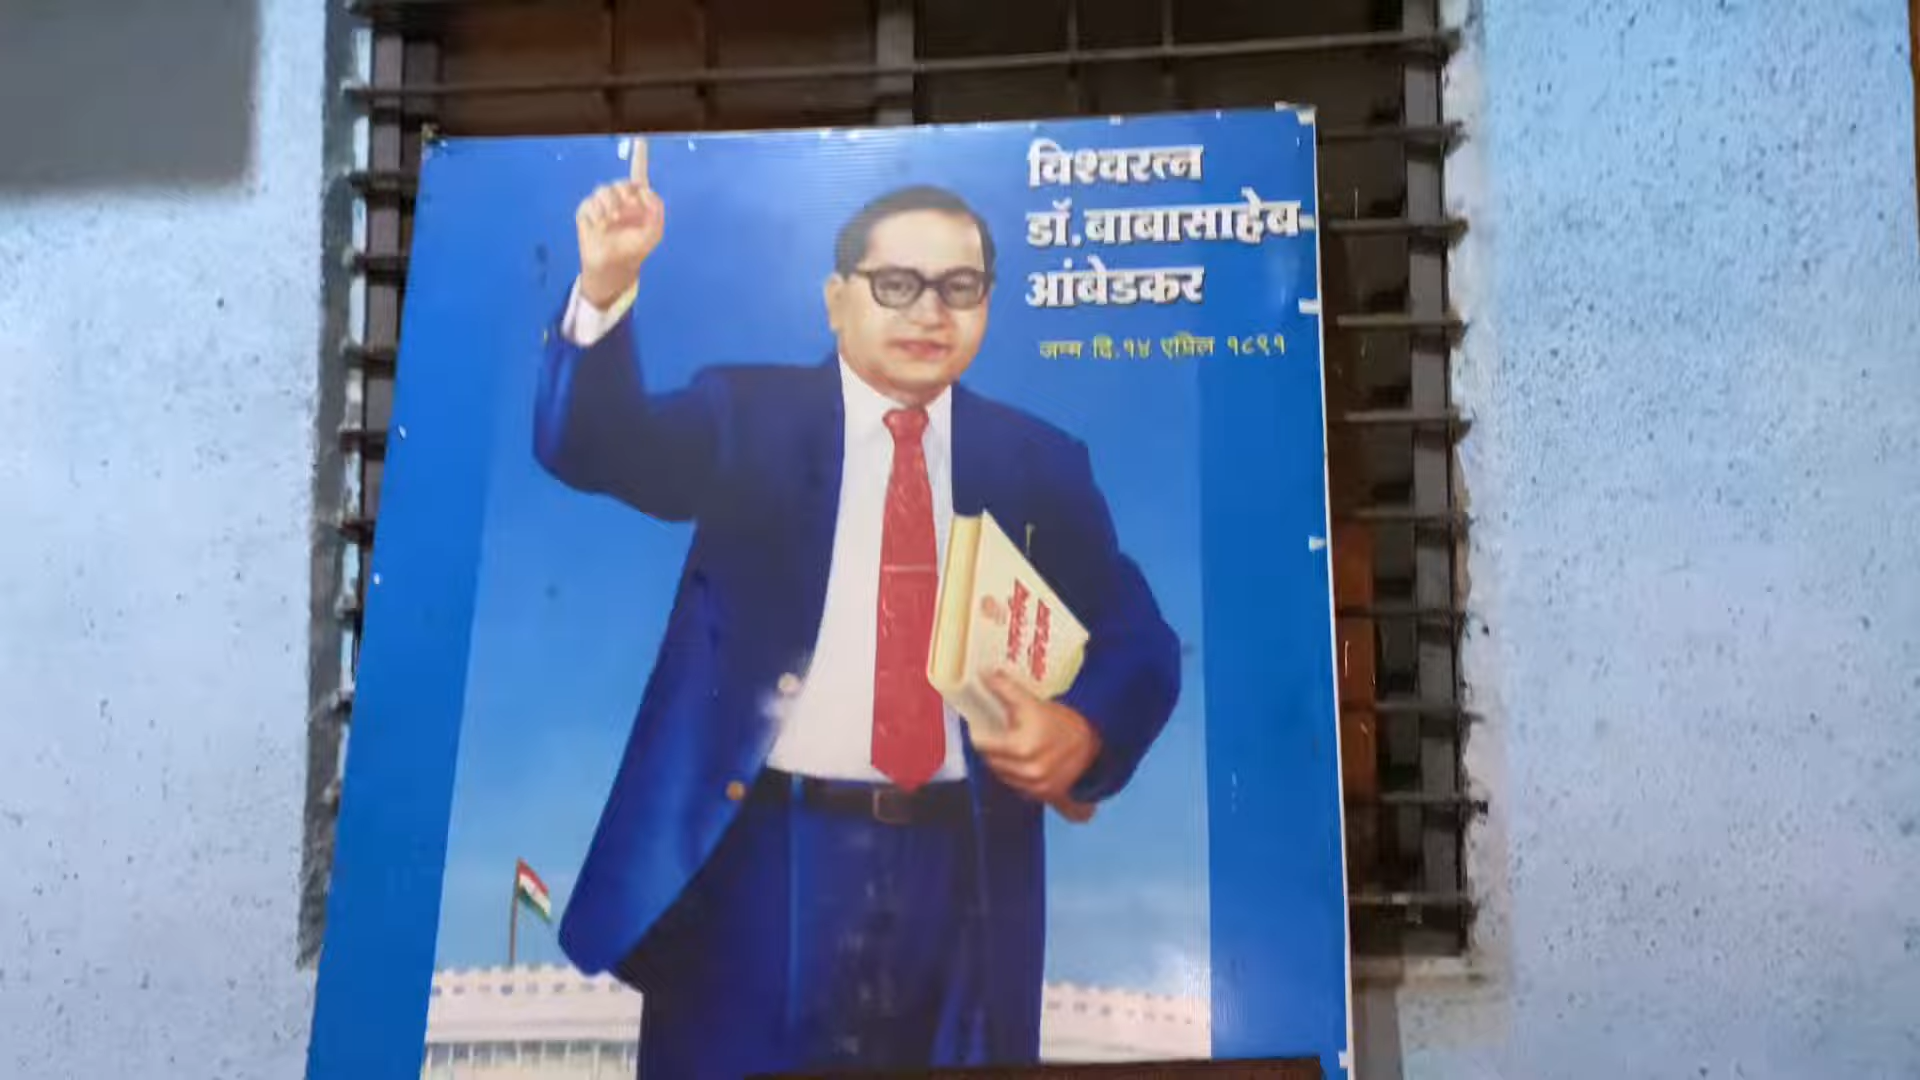 विश्वरत्न
डॉ.बाबासाहेब
आंबेडकर
जन्म दि.१४ एप्रिल १८९१